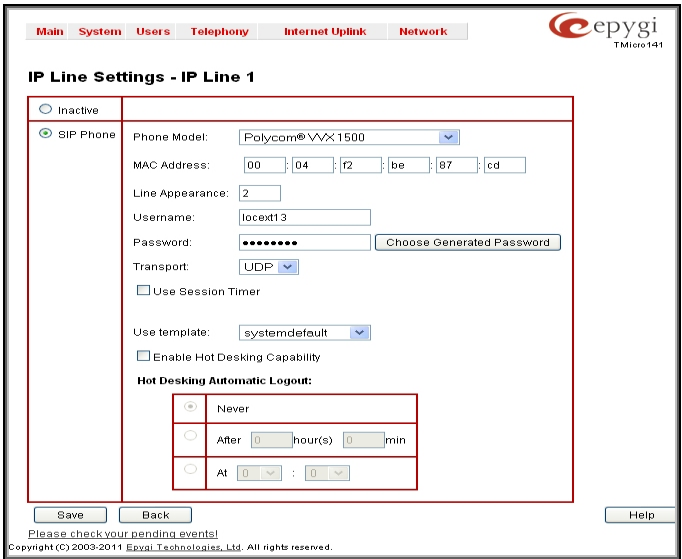 Main System Users Telephony Internet Uplink Network
epygi
TMicro141
IP Line Settings - IP Line 1
Inactive
SIP Phone
Phone Model: Polycom® VVX 1500
MAC Address: 00 : 04 : f2 : be : 87 : cd
Line Appearance: 2
Username: locext13
Password: ●●●●●●●● Choose Generated Password
Transport: UDP
Use Session Timer
Use template: systemdefault
Enable Hot Desking Capability
Hot Desking Automatic Logout:
Never
After 0 hour(s) 0 min
At 0 : 0
Save Back Help
Please check your pending events!
Copyright (C) 2003-2011 Epygi Technologies, Ltd. All rights reserved.